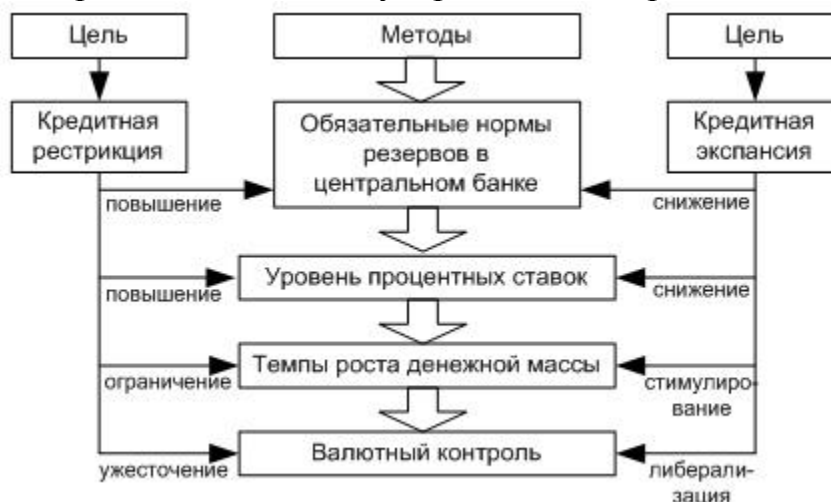 Цель
Методы
Цель
Кредитная
рестрикция
Обязательные нормы
резервов в
центральном банке
Кредитная
экспансия
повышение
снижение
Уровень процентных ставок
повышение
снижение
Темпы роста денежной массы
ограничение
стимулиро-
вание
Валютный контроль
ужесточение
либерали-
зация